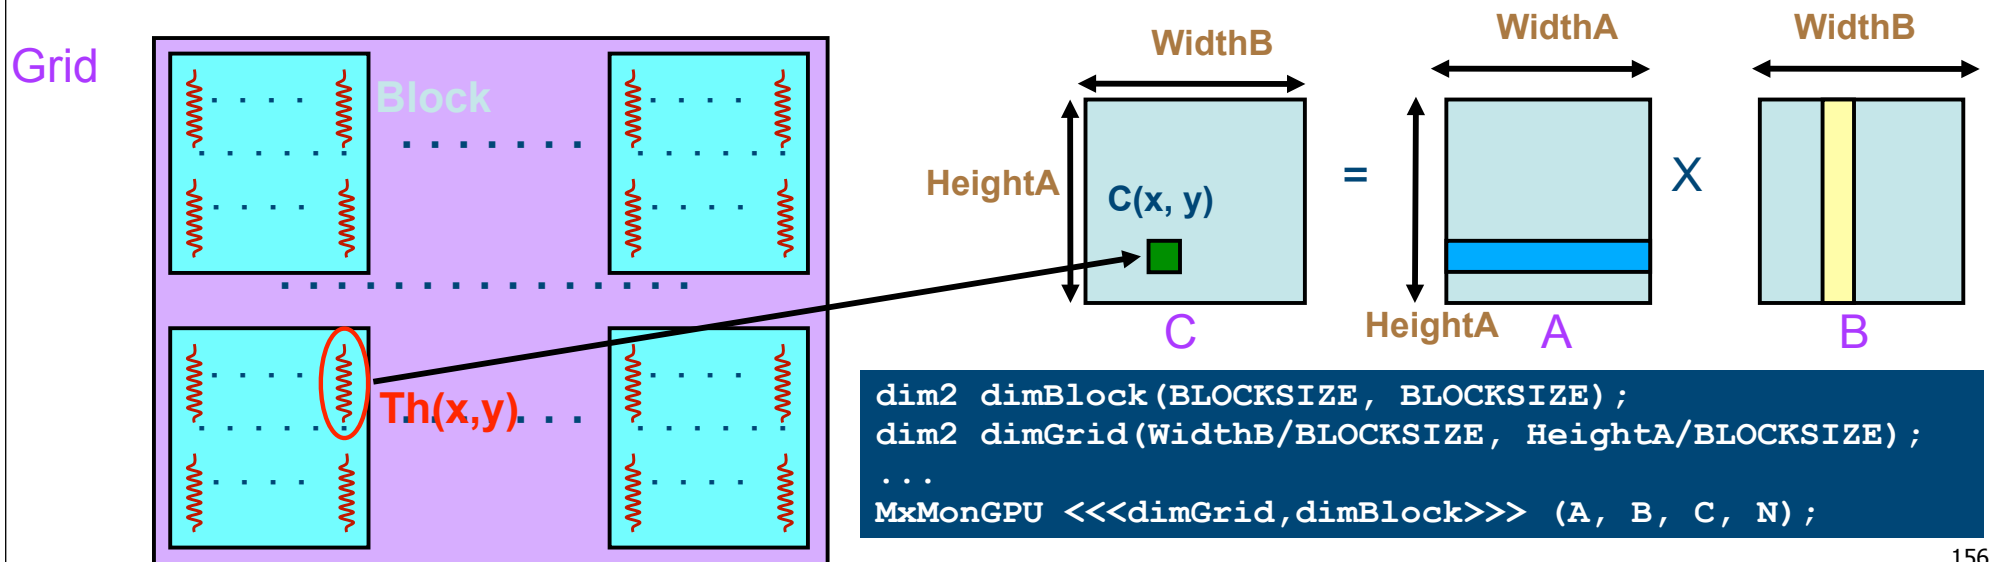 Grid
Block
Th(x,y)
WidthB
HeightA
C(x, y)
C
=
WidthA
HeightA
A
X
WidthB
B
dim2 dimBlock(BLOCKSIZE, BLOCKSIZE);
dim2 dimGrid(WidthB/BLOCKSIZE, HeightA/BLOCKSIZE);
...
MxMonGPU <<<dimGrid,dimBlock>>> (A, B, C, N);
156